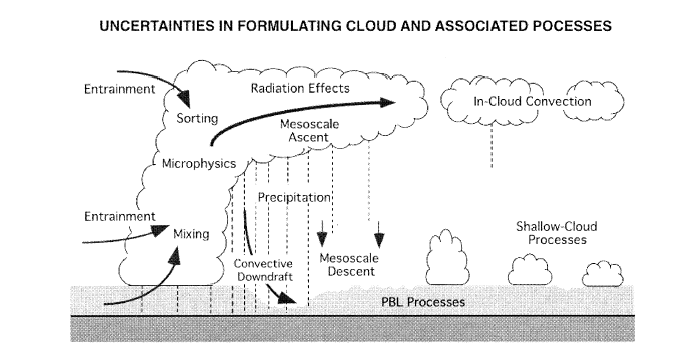 UNCERTAINTIES IN FORMULATING CLOUD AND ASSOCIATED POCESSES
Entrainment
Radiation Effects
In-Cloud Convection
Sorting
Mesoscale
Ascent
Microphysics
Precipitation
Entrainment
Mixing
Shallow-Cloud
Processes
Convective
Downdraft
Mesoscale
Descent
PBL Processes